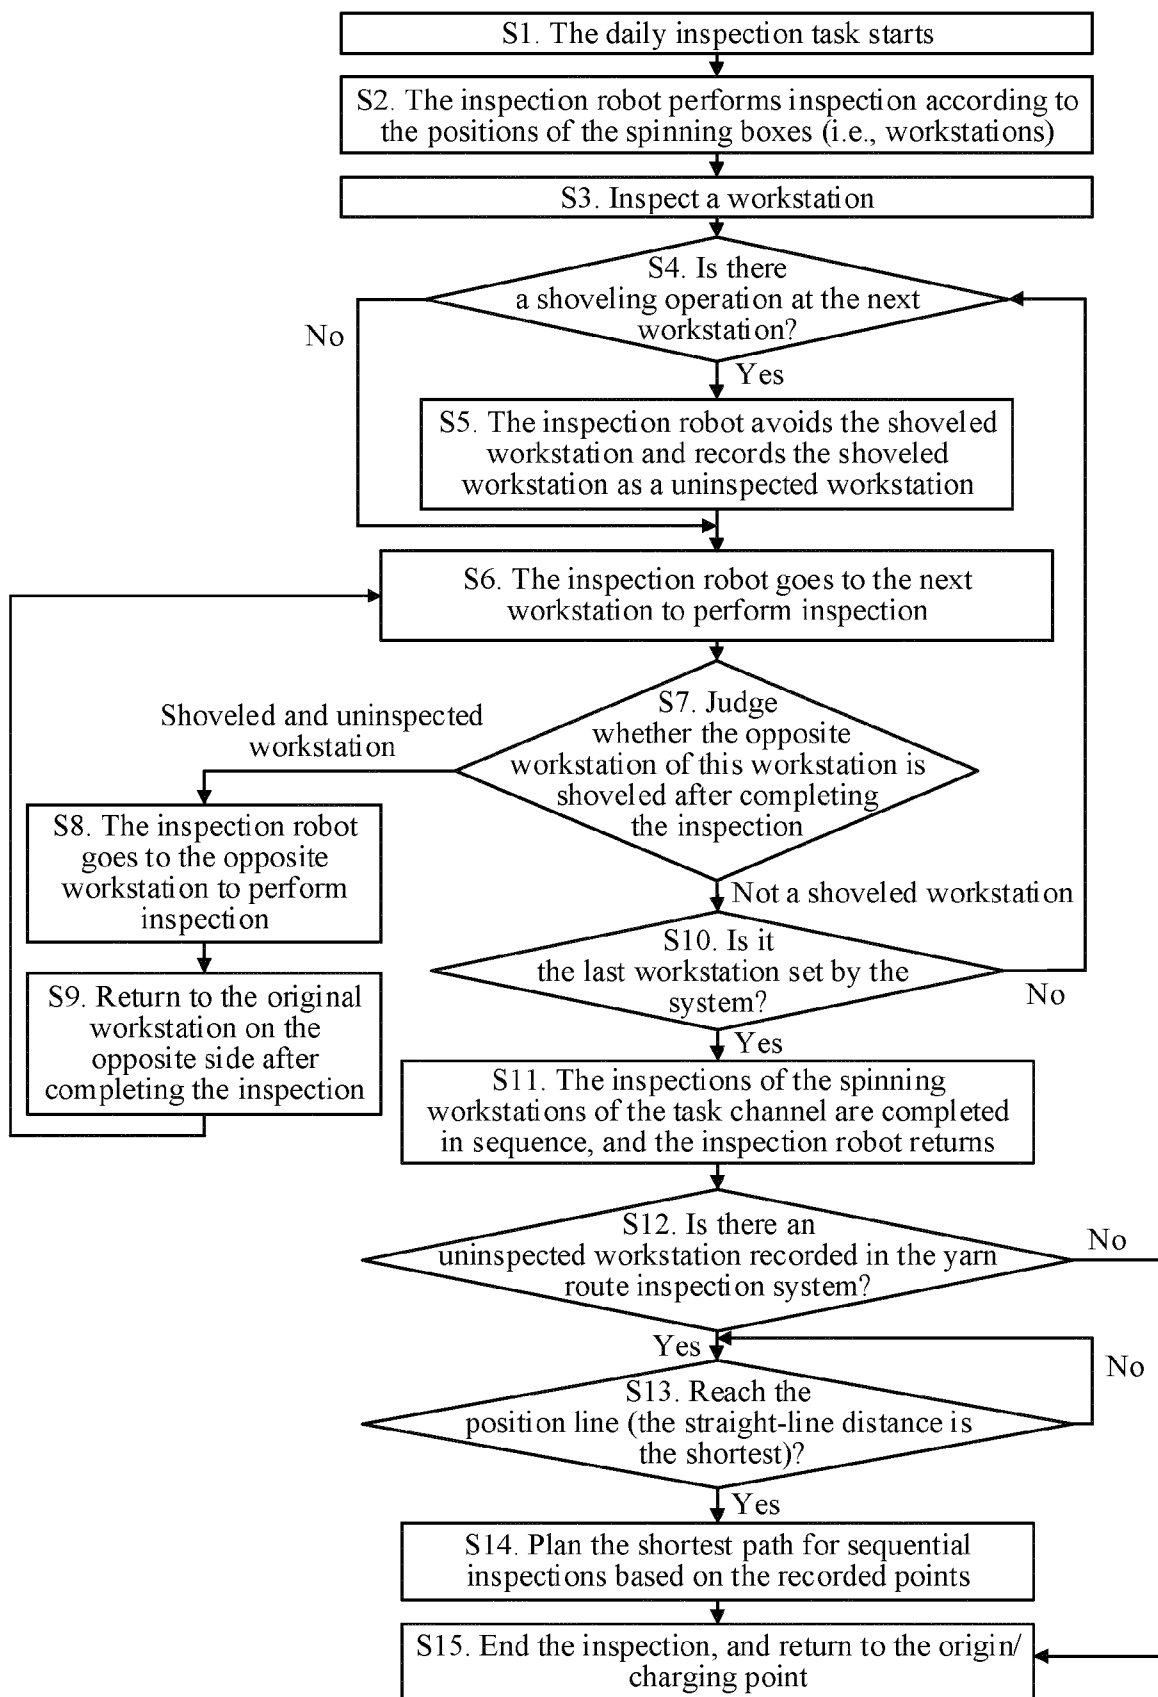 S1. The daily inspection task starts
S2. The inspection robot performs inspection according to
the positions of the spinning boxes (i.e., workstations)
S3. Inspect a workstation
S4. Is there
a shoveling operation at the next
workstation?
No
Yes
S5. The inspection robot avoids the shoveled
workstation and records the shoveled
workstation as a uninspected workstation
S6. The inspection robot goes to the next
workstation to perform inspection
S7. Judge
whether the opposite
workstation of this workstation is
shoveled after completing
the inspection
Shoveled and uninspected
workstation
S8. The inspection robot
goes to the opposite
workstation to perform
inspection
S9. Return to the original
workstation on the
opposite side after
completing the inspection
Not a shoveled workstation
S10. Is it
the last workstation set by the
system?
No
Yes
S11. The inspections of the spinning
workstations of the task channel are completed
in sequence, and the inspection robot returns
S12. Is there an
uninspected workstation recorded in the yarn
route inspection system?
No
Yes
S13. Reach the
position line (the straight-line distance is
the shortest)?
No
Yes
S14. Plan the shortest path for sequential
inspections based on the recorded points
S15. End the inspection, and return to the origin/
charging point